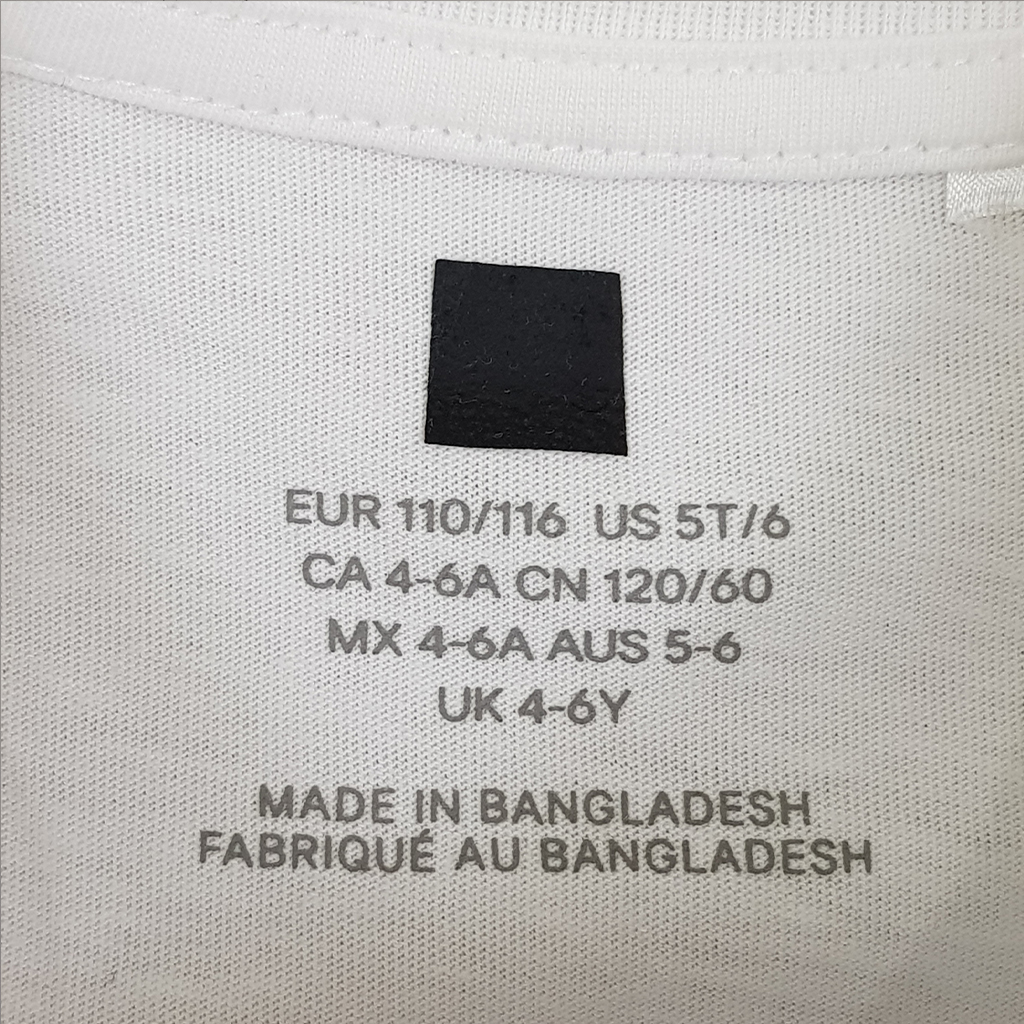 EUR 110/116 US 5T/6
CA 4-6A CN 120/60
MX 4-6A AUS 5-6
UK 4-6Y
MADE IN BANGLADESH
FABRIQUÉ AU BANGLADESH